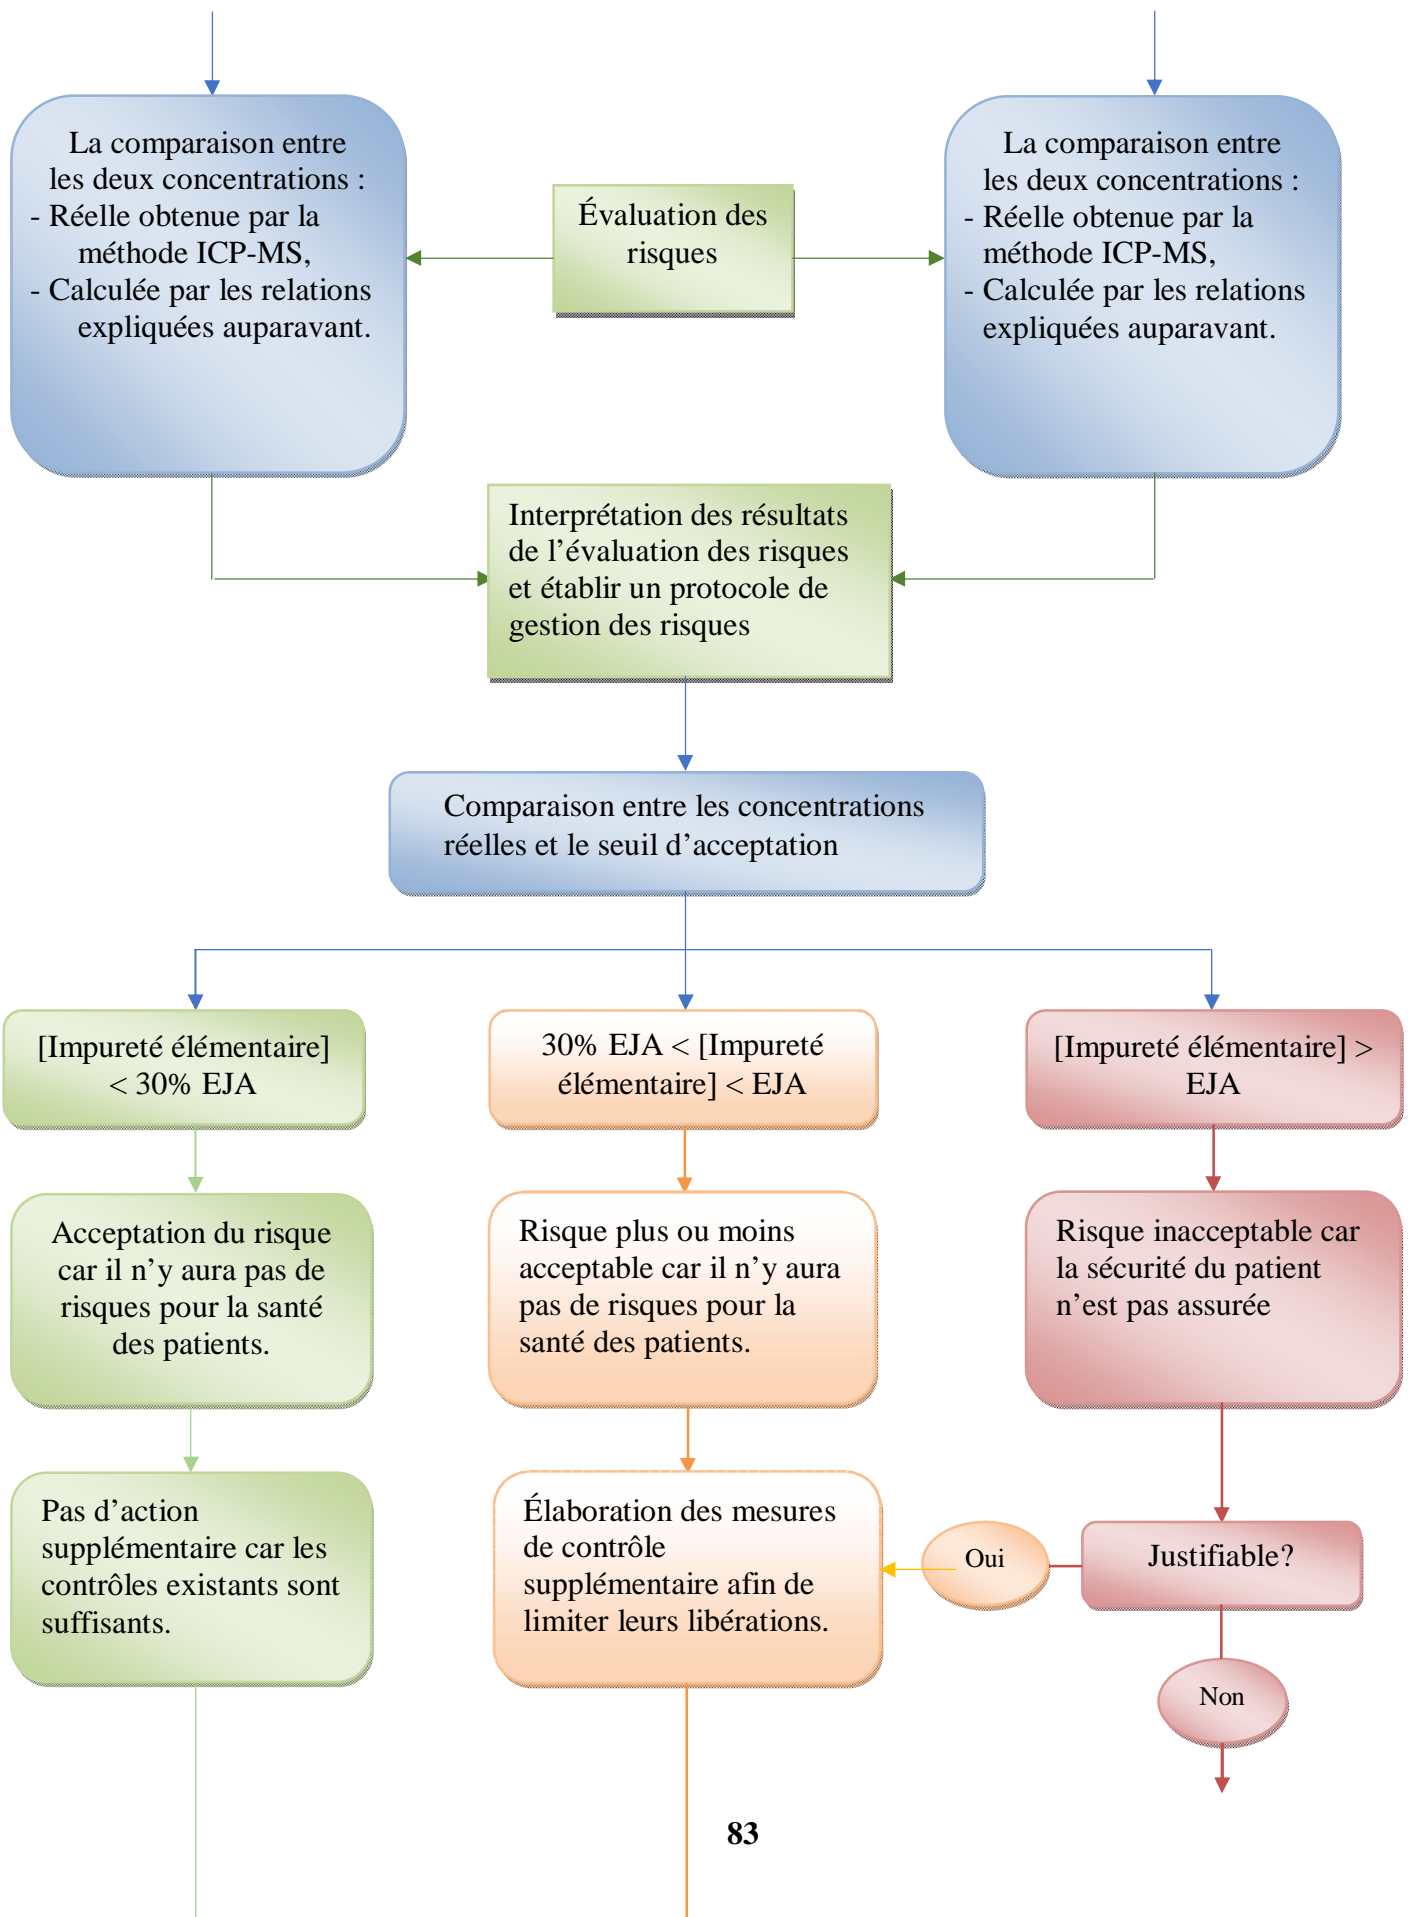 La comparaison entre
les deux concentrations :
- Réelle obtenue par la
méthode ICP-MS,
- Calculée par les relations
expliquées auparavant.
Évaluation des
risques
La comparaison entre
les deux concentrations :
- Réelle obtenue par la
méthode ICP-MS,
- Calculée par les relations
expliquées auparavant.
Interprétation des résultats
de l’évaluation des risques
et établir un protocole de
gestion des risques
Comparaison entre les concentrations
réelles et le seuil d’acceptation
[Impureté élémentaire]
< 30% EJA
30% EJA < [Impureté
élémentaire] < EJA
[Impureté élémentaire] >
EJA
Acceptation du risque
car il n’y aura pas de
risques pour la santé
des patients.
Risque plus ou moins
acceptable car il n’y aura
pas de risques pour la
santé des patients.
Risque inacceptable car
la sécurité du patient
n’est pas assurée
Pas d’action
supplémentaire car les
contrôles existants sont
suffisants.
Élaboration des mesures
de contrôle
supplémentaire afin de
limiter leurs libérations.
Oui
Justifiable?
Non
83